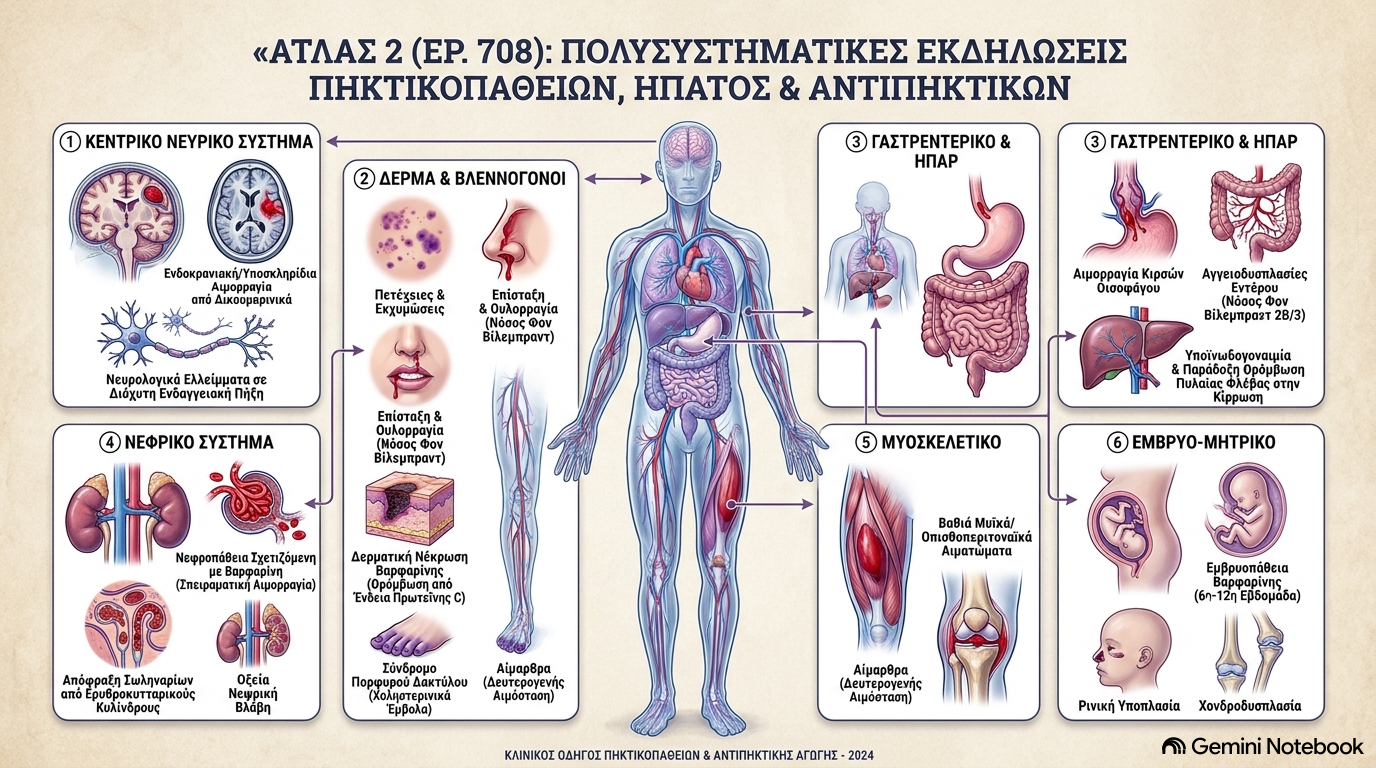 «ΑΤΛΑΣ 2 (ΕΡ. 708): ΠΟΛΥΣΥΣΤΗΜΑΤΙΚΕΣ ΕΚΔΗΛΩΣΕΙΣ
ΠΗΚΤΙΚΟΠΑΘΕΙΩΝ, ΗΠΑΤΟΣ & ΑΝΤΙΠΗΚΤΙΚΩΝ
1 ΚΕΝΤΡΙΚΟ ΝΕΥΡΙΚΟ ΣΥΣΤΗΜΑ
Ενδοκρανιακή/Υποσκληρίδια
Αιμορραγία
από Δικουμαρινικά
Νευρολογικά Ελλείμματα σε
Διόχυτη Ενδαγγειακή Πήξη
2 ΔΕΡΜΑ & ΒΛΕΝΝΟΓΟΝΟΙ
Πετέχειες &
Εκχυμώσεις
Επίσταξη
& Ουλορραγία
(Νόσος Φον
Βίλεμπραντ)
Επίσταξη &
Ουλορραγία
(Μόσος Φον
Βίλεμπραντ)
Δερματική Νέκρωση
Βαρφαρίνης
(Θρόμβωση από
Ένδεια Πρωτεΐνης C)
Σύνδρομο
Πορφυρού Δακτύλου
(Χοληστερινικά
Έμβολα)
Αίμαρθρα
(Δευτερογενής
Αιμόσταση)
3 ΓΑΣΤΡΕΝΤΕΡΙΚΟ &
ΗΠΑΡ
3 ΓΑΣΤΡΕΝΤΕΡΙΚΟ & ΗΠΑΡ
Αιμορραγία Κιρσών
Οισοφάγου
Αγγειοδυσπλασίες
Εντέρου
(Νόσος Φον
Βίλεμπραντ 2B/3)
& Παράδοξη Θρόμβωση
Πυλαίας Φλέβας στην
Κίρρωση
4 ΝΕΦΡΙΚΟ ΣΥΣΤΗΜΑ
Νεφροπάθεια Σχετιζόμενη
με Βαρφαρίνη
(Σπειραματική Αιμορραγία)
Απόφραξη Σωληναρίων
από Ερυθροκυτταρικούς
Κυλίνδρους
Οξεία
Νεφρική
Βλάβη
5 ΜΥΟΣΚΕΛΕΤΙΚΟ
Βαθιά Μυϊκά/
Οπισθοπεριτοναϊκά
Αιματώματα
Αίμαρθρα
(Δευτερογενής
Αιμόσταση)
6 ΕΜΒΡΥΟ-ΜΗΤΡΙΚΟ
Εμβρυοπάθεια
Βαρφαρίνης
(6η-12η Εβδομάδα)
Ρινική Υποπλασία
Χονδροδυσπλασία
ΚΛΙΝΙΚΟΣ ΟΔΗΓΟΣ ΠΗΚΤΙΚΟΠΑΘΕΙΩΝ & ΑΝΤΙΠΗΚΤΙΚΗΣ ΑΓΩΓΗΣ - 2024
Gemini Notebook